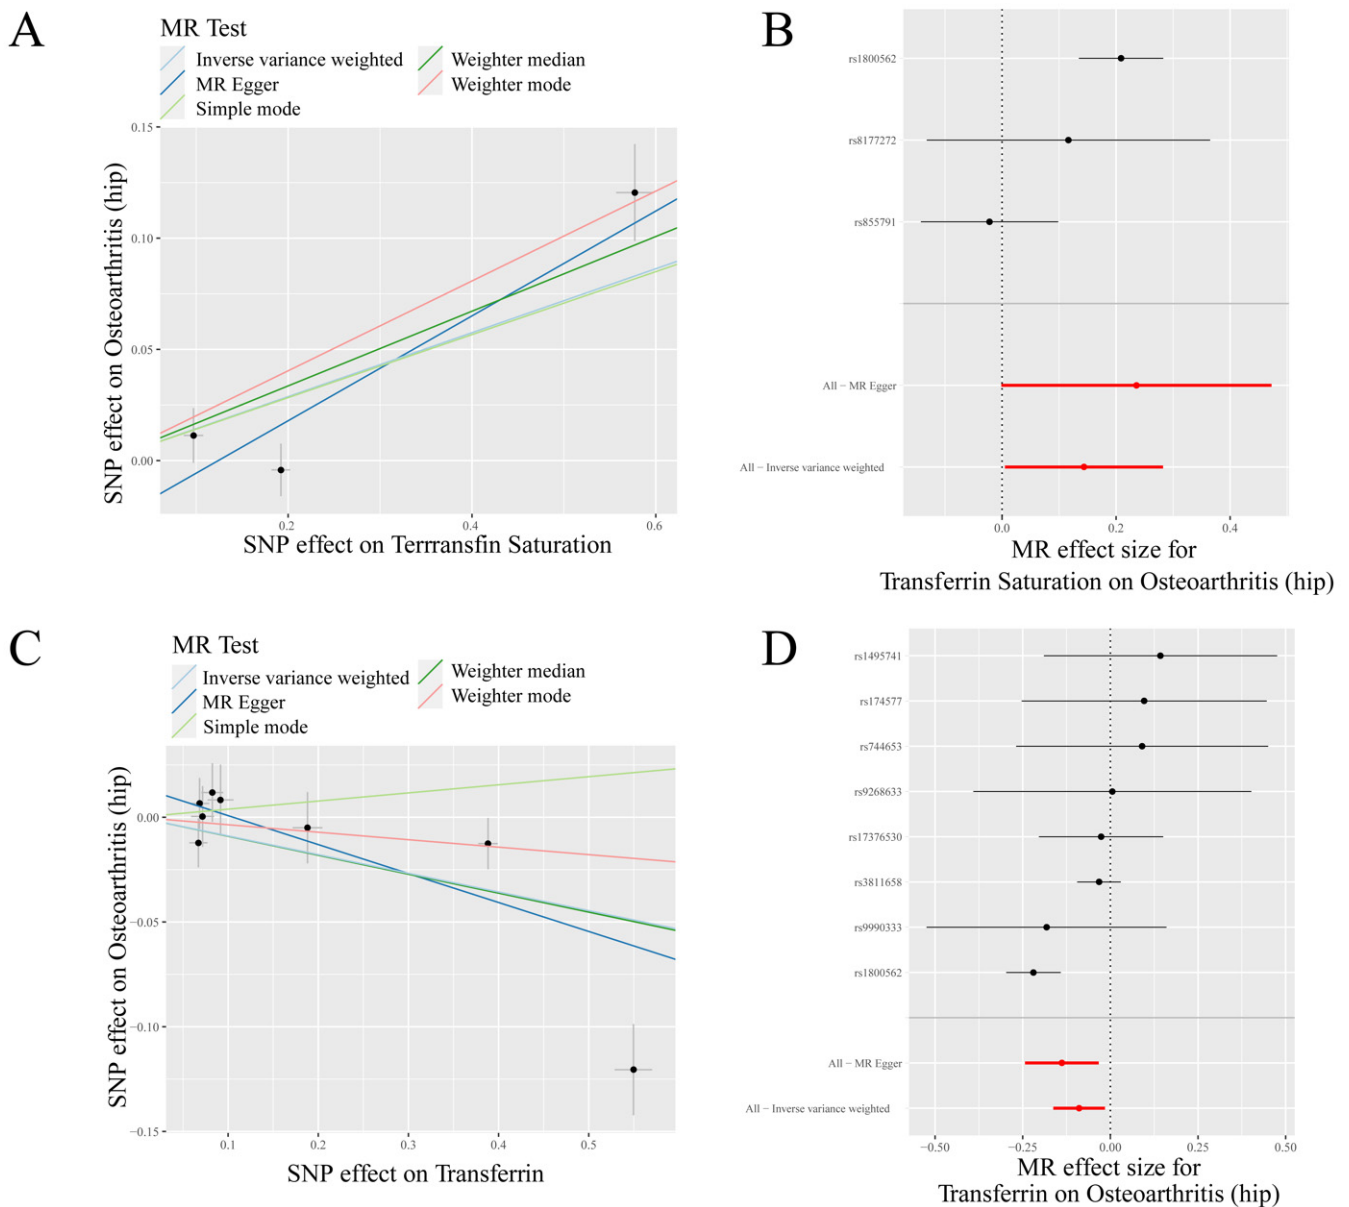 A
MR Test
Inverse variance weighted
MR Egger
Simple mode
Weighter median
Weighter mode
0.15
0.10
0.05
0.00
SNP effect on Osteoarthritis (hip)
0.2
0.4
0.6
SNP effect on Terrransfin Saturation
B
rs1800562
rs8177272
rs855791
All − MR Egger
All − Inverse variance weighted
0.0
0.2
0.4
MR effect size for
Transferrin Saturation on Osteoarthritis (hip)
C
MR Test
Inverse variance weighted
MR Egger
Simple mode
Weighter median
Weighter mode
0.00
−0.05
−0.10
−0.15
SNP effect on Osteoarthritis (hip)
0.1
0.2
0.3
0.4
0.5
SNP effect on Transferrin
D
rs1495741
rs174577
rs744653
rs9268633
rs17376530
rs3811658
rs9990333
rs1800562
All − MR Egger
All − Inverse variance weighted
−0.50
−0.25
0.00
0.25
0.50
MR effect size for
Transferrin on Osteoarthritis (hip)